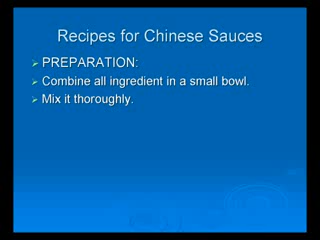 Recipes for Chinese Sauces
PREPARATION:
Combine all ingredient in a small bowl.
Mix it thoroughly.